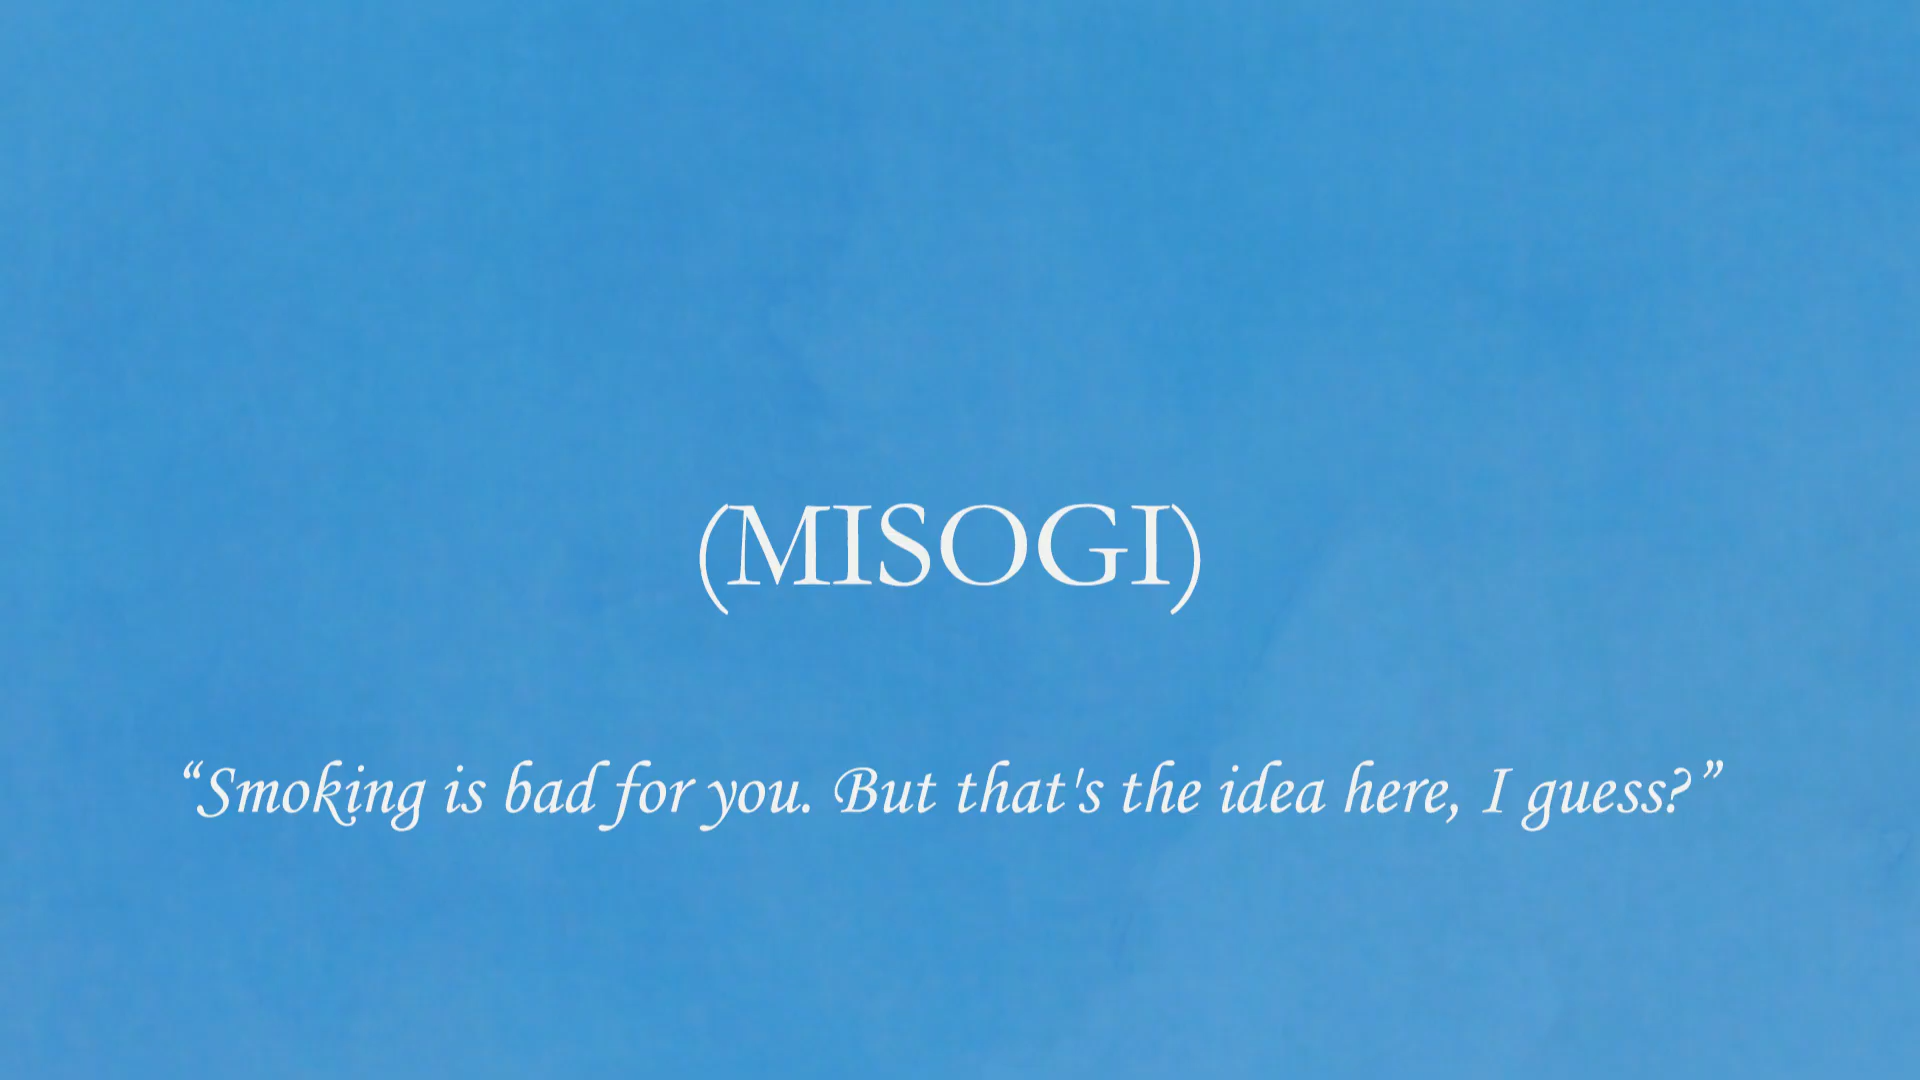 (MISOGI)
“Smoking is bad for you. But that's the idea here, I guess?”